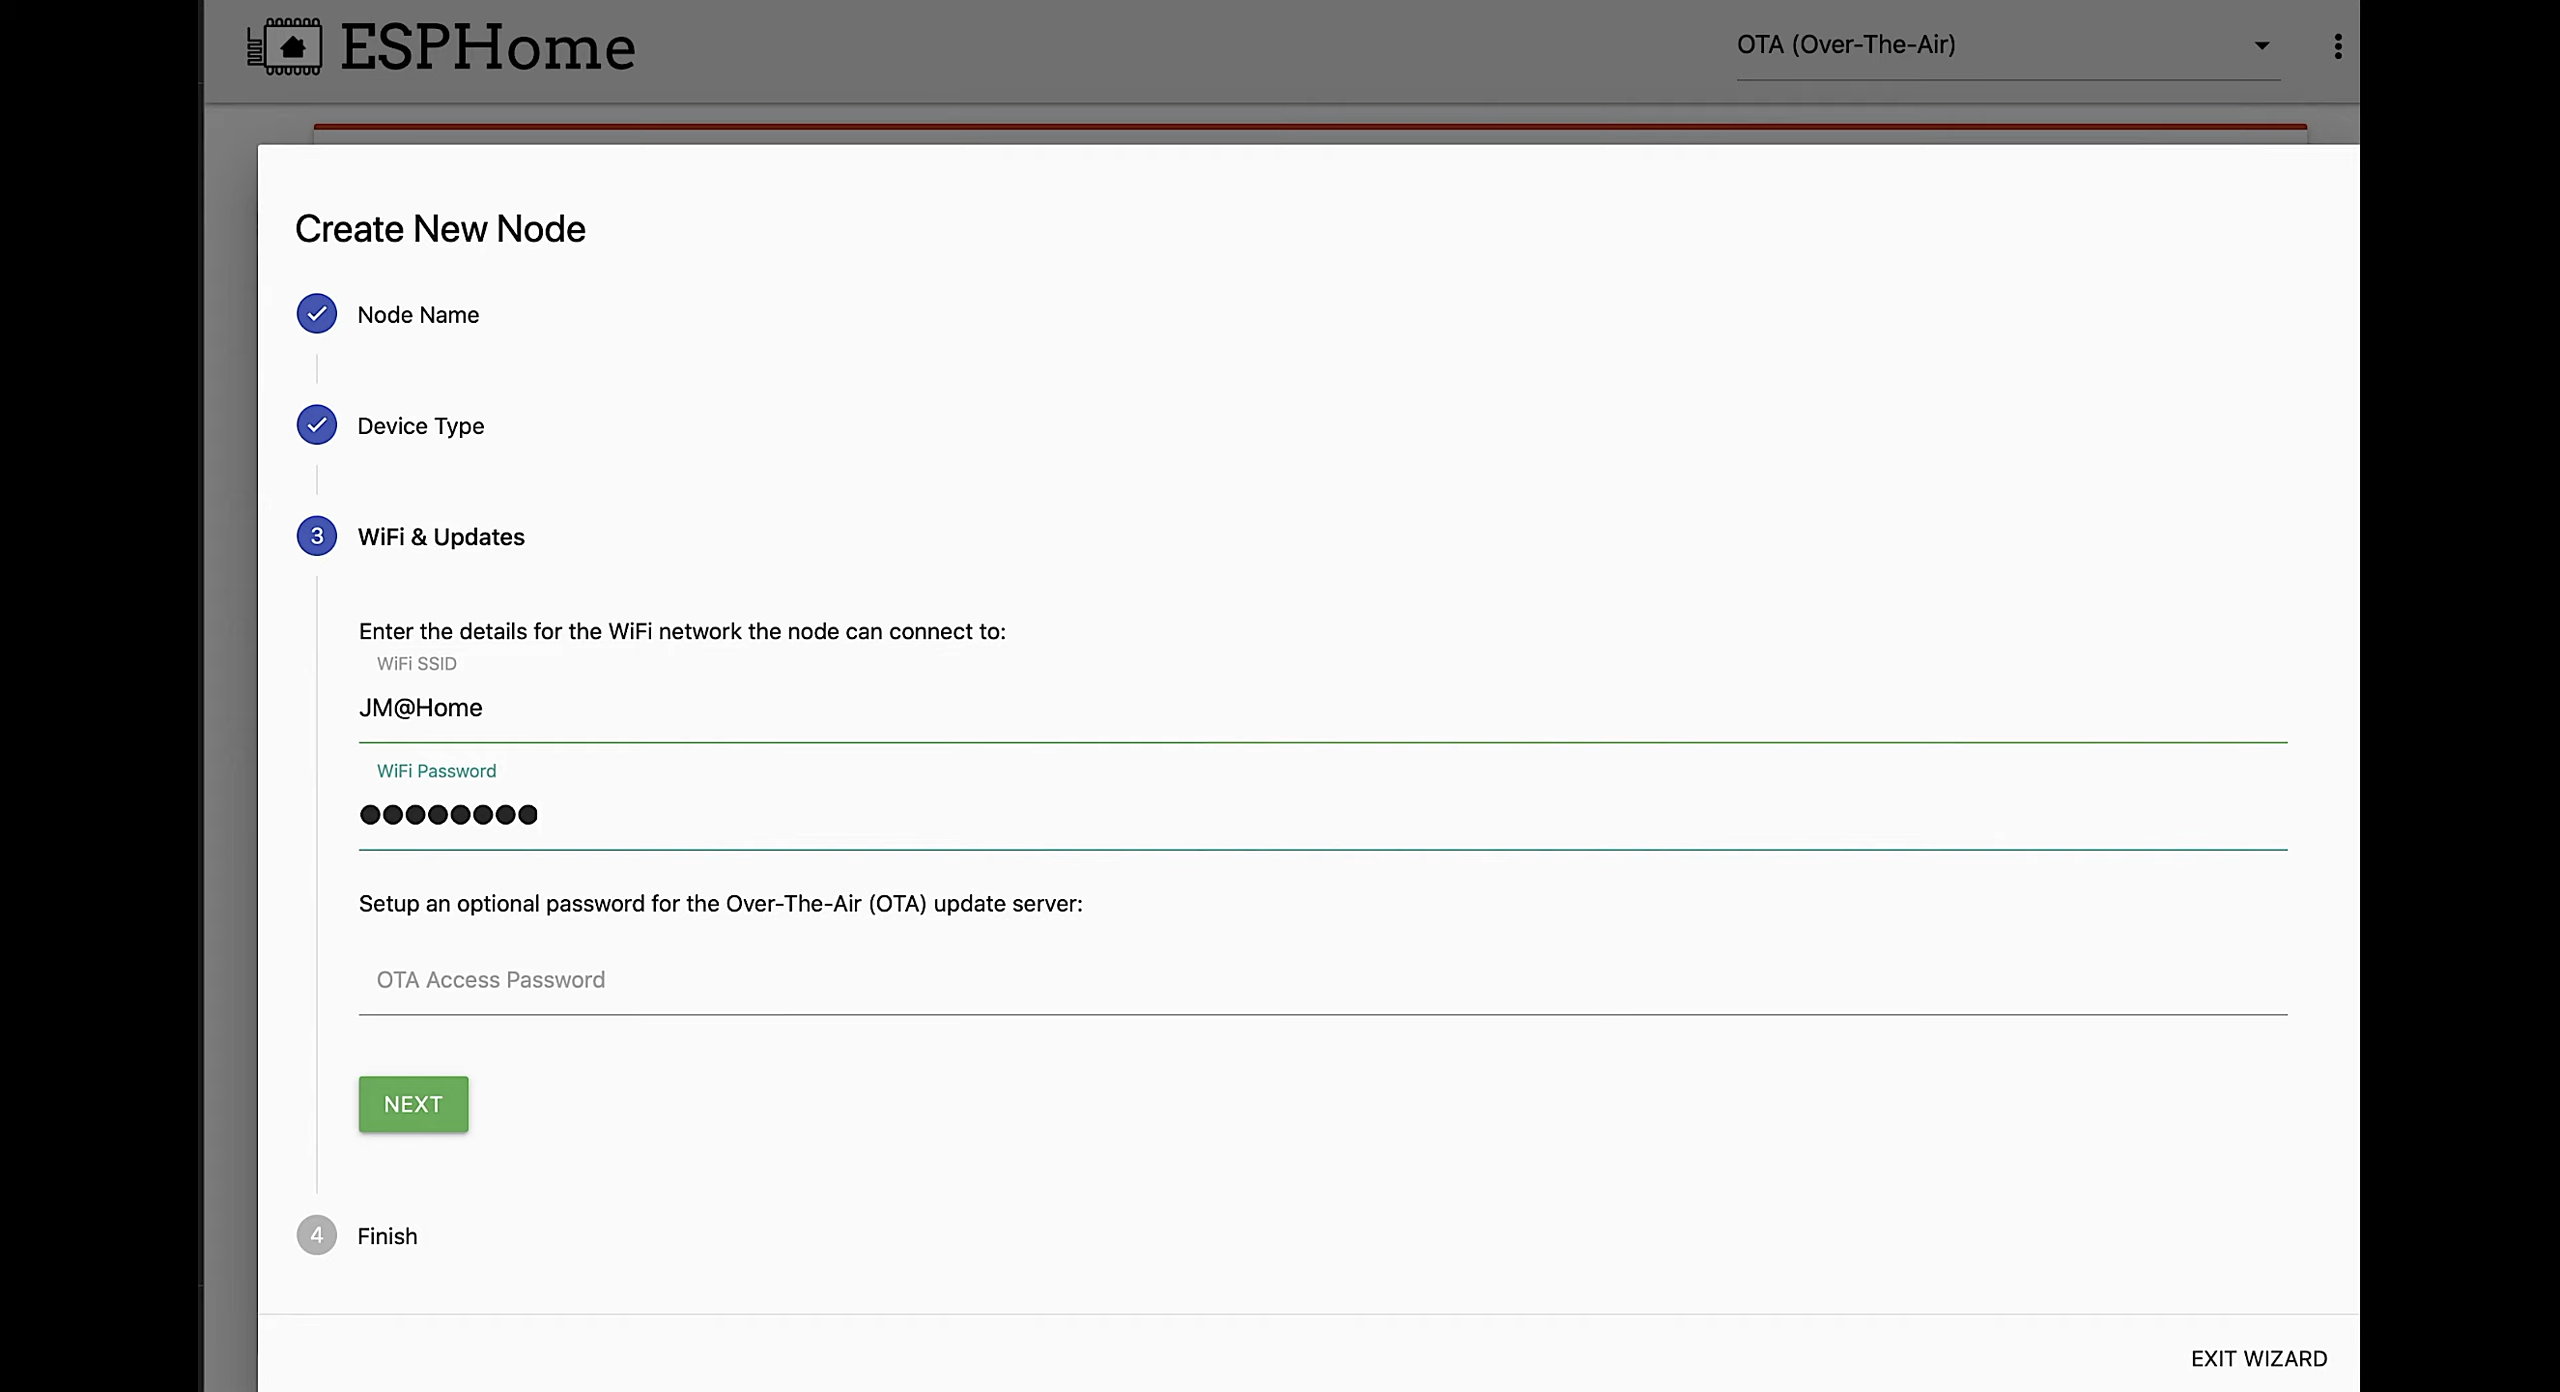 ESPHome
OTA (Over-The-Air)
Create New Node
Node Name
Device Type
3 WiFi & Updates
Enter the details for the WiFi network the node can connect to:
WiFi SSID
JM@Home
WiFi Password
●●●●●●●●
Setup an optional password for the Over-The-Air (OTA) update server:
OTA Access Password
NEXT
4 Finish
EXIT WIZARD